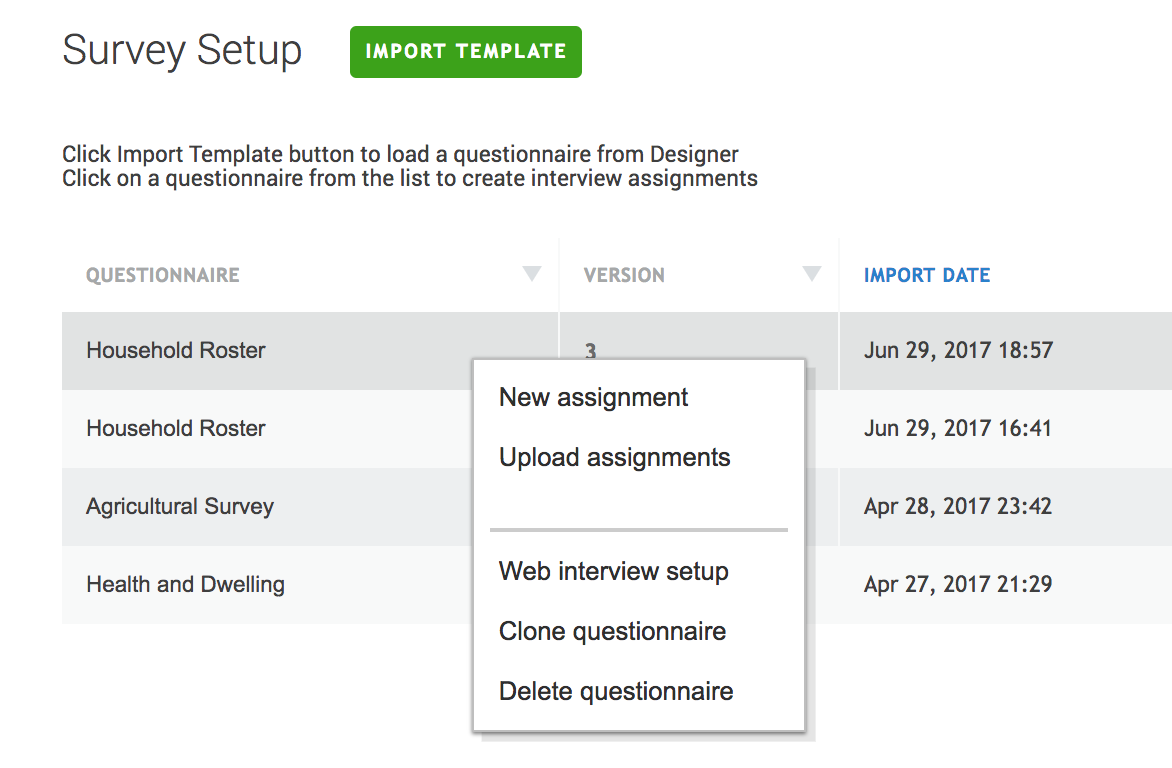 Survey Setup
IMPORT TEMPLATE
Click Import Template button to load a questionnaire from Designer
Click on a questionnaire from the list to create interview assignments
QUESTIONNAIRE VERSION IMPORT DATE
Household Roster 3 Jun 29, 2017 18:57
Household Roster Jun 29, 2017 16:41
Agricultural Survey Apr 28, 2017 23:42
Health and Dwelling Apr 27, 2017 21:29
New assignment
Upload assignments
Web interview setup
Clone questionnaire
Delete questionnaire